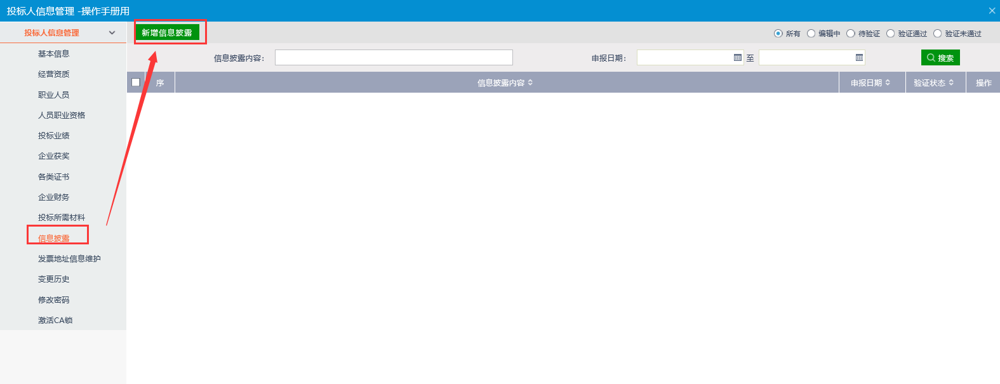 投标人信息管理 -操作手册用
投标人信息管理
基本信息
经营资质
职业人员
人员职业资格
投标业绩
企业获奖
各类证书
企业财务
投标所需材料
信息披露
发票地址信息维护
变更历史
修改密码
激活CA锁
新增信息披露
所有 编辑中 待验证 验证通过 验证未通过
信息披露内容： 申报日期： 至 搜索
序 信息披露内容 申报日期 验证状态 操作